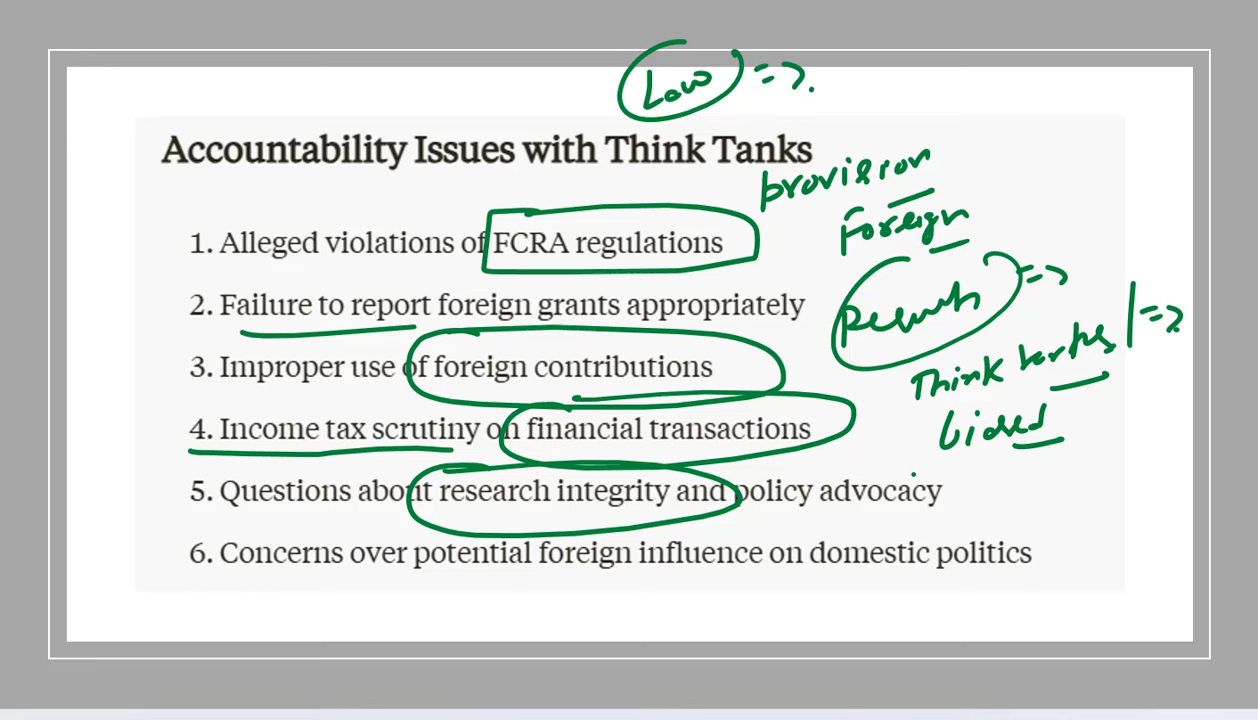 Law =>.
Accountability Issues with Think Tanks
provision
Foreign
1. Alleged violations of FCRA regulations
2. Failure to report foreign grants appropriately
=>
3. Improper use of foreign contributions
Think tanks | =>
4. Income tax scrutiny on financial transactions
biased
5. Questions about research integrity and policy advocacy
6. Concerns over potential foreign influence on domestic politics